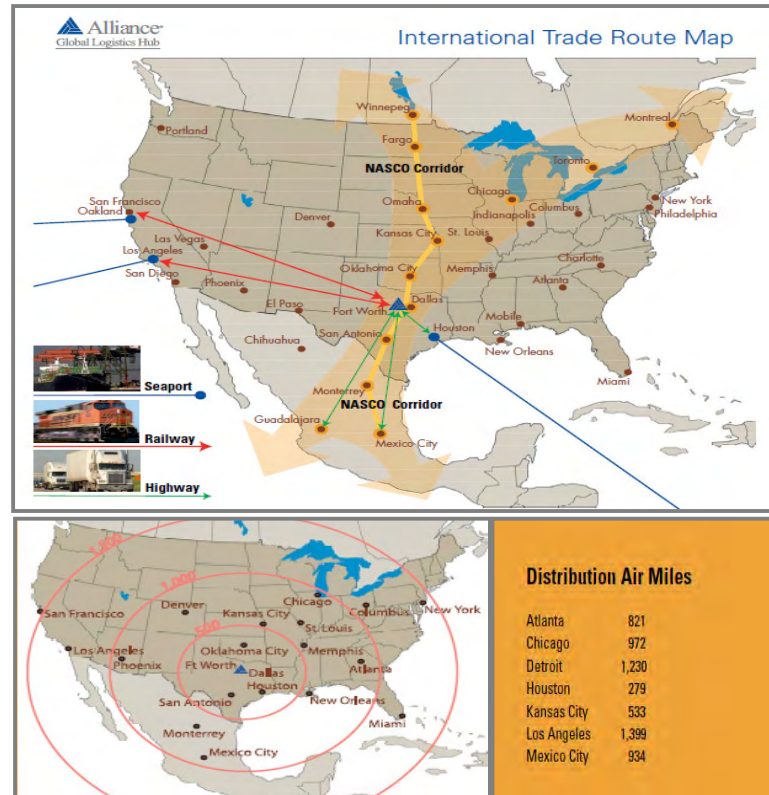 Alliance
Global Logistics Hub
International Trade Route Map
Winnepeg
Portland
Fargo
Montreal
NASCO Corridor
Toronto
San Francisco
Oakland
Omaha
Chicago
Indianapolis
Columbus
New York
Philadelphia
Denver
Las Vegas
Los Angeles
Kansas City
St. Louis
San Diego
Phoenix
Oklahoma City
Memphis
Charlotte
Atlanta
El Paso
Fort Worth
Dallas
Chihuahua
San Antonio
Houston
Mobile
New Orleans
Miami
Seaport
Monterrey
NASCO Corridor
Railway
Guadalajara
Mexico City
Highway
1,800
1,000
500
San Francisco
Denver
Kansas City
Chicago
Columbus
New York
St. Louis
Los Angeles
Phoenix
Oklahoma City
Memphis
Ft Worth
Dallas
Atlanta
Houston
San Antonio
New Orleans
Miami
Monterrey
Mexico City
Distribution Air Miles
Atlanta 821
Chicago 972
Detroit 1,230
Houston 279
Kansas City 533
Los Angeles 1,399
Mexico City 934